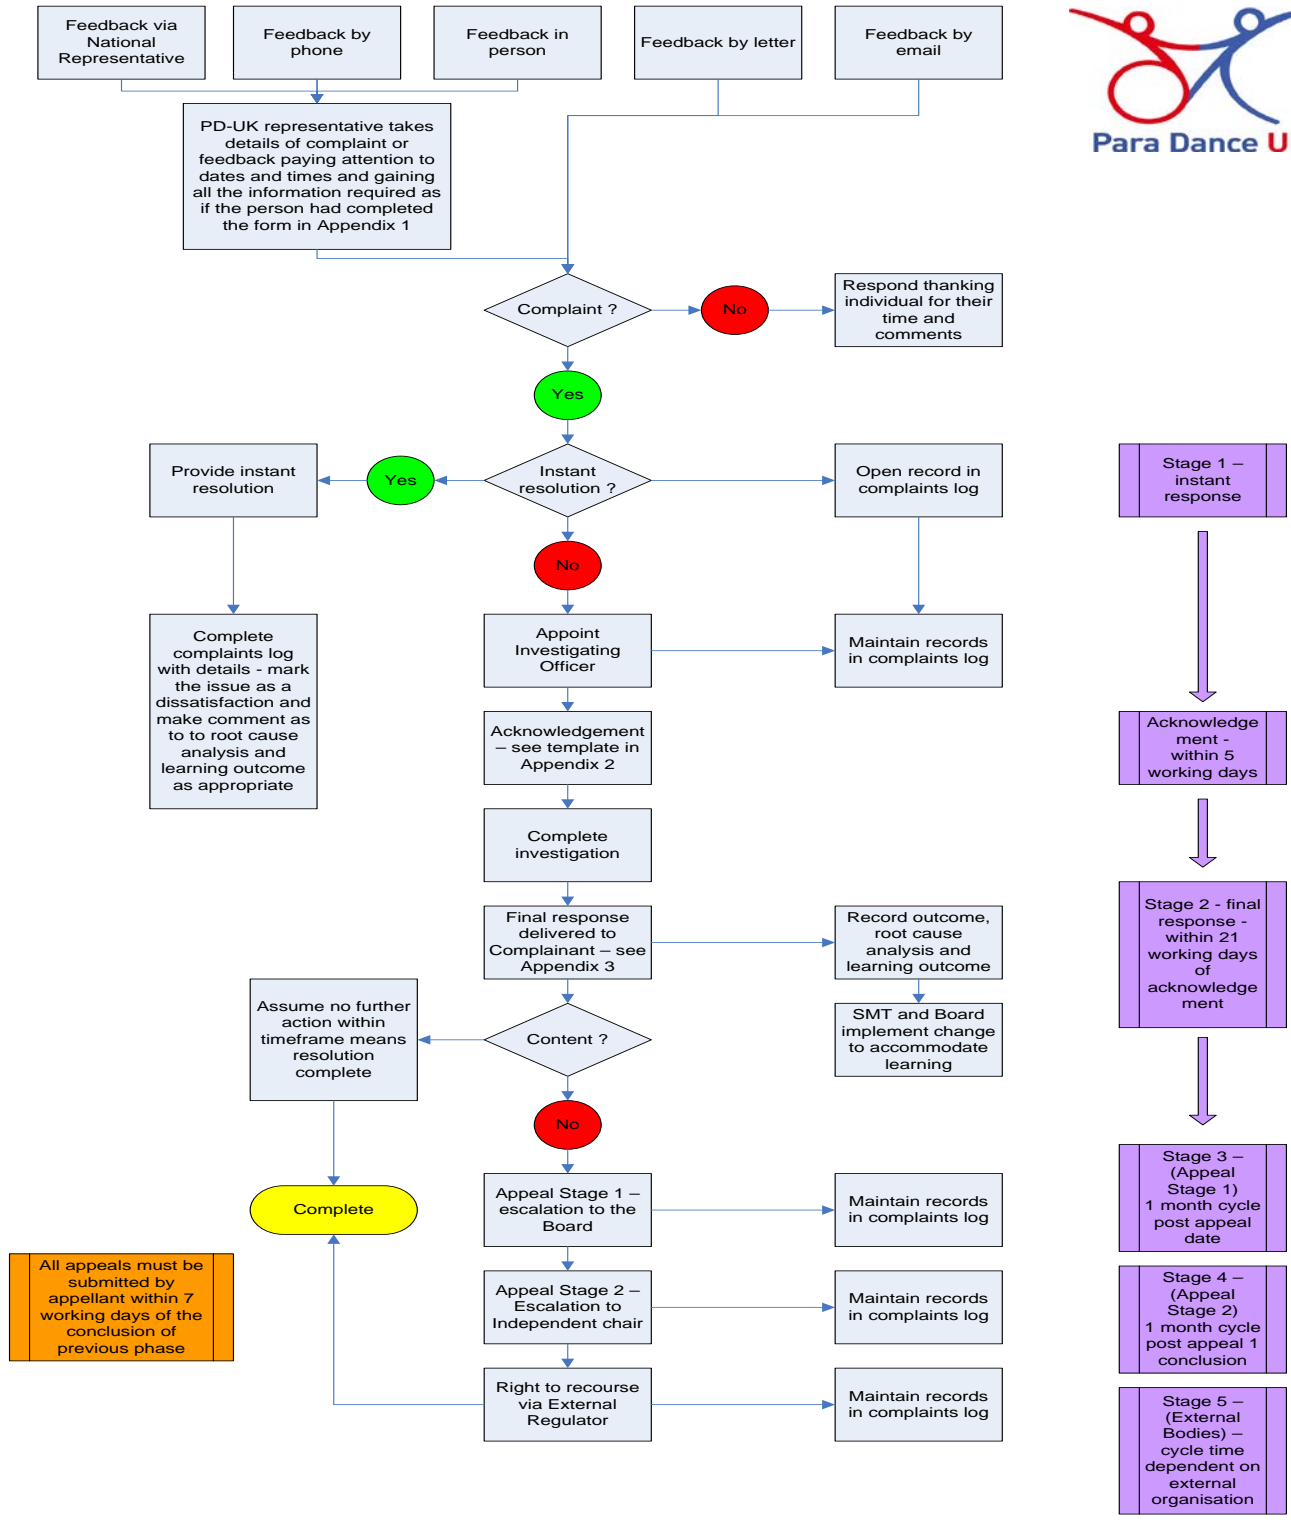 Feedback via
National
Representative
Feedback by
phone
Feedback in
person
Feedback by letter
Feedback by
email
Para Dance U
PD-UK representative takes
details of complaint or
feedback paying attention to
dates and times and gaining
all the information required as
if the person had completed
the form in Appendix 1
Complaint ?
No
Respond thanking
individual for their
time and
comments
Yes
Provide instant
resolution
Yes
Instant
resolution ?
Open record in
complaints log
Stage 1 –
instant
response
No
Complete
complaints log
with details - mark
the issue as a
dissatisfaction and
make comment as
to to root cause
analysis and
learning outcome
as appropriate
Appoint
Investigating
Officer
Maintain records
in complaints log
Acknowledgement
– see template in
Appendix 2
Acknowledge
ment -
within 5
working days
Complete
investigation
Final response
delivered to
Complainant – see
Appendix 3
Record outcome,
root cause
analysis and
learning outcome
Stage 2 - final
response -
within 21
working days
of
acknowledge
ment
Assume no further
action within
timeframe means
resolution
complete
Content ?
SMT and Board
implement change
to accommodate
learning
No
Complete
Appeal Stage 1 –
escalation to the
Board
Maintain records
in complaints log
Stage 3 –
(Appeal
Stage 1)
1 month cycle
post appeal
date
All appeals must be
submitted by
appellant within 7
working days of the
conclusion of
previous phase
Appeal Stage 2 –
Escalation to
Independent chair
Maintain records
in complaints log
Stage 4 –
(Appeal
Stage 2)
1 month cycle
post appeal 1
conclusion
Right to recourse
via External
Regulator
Maintain records
in complaints log
Stage 5 –
(External
Bodies) –
cycle time
dependent on
external
organisation